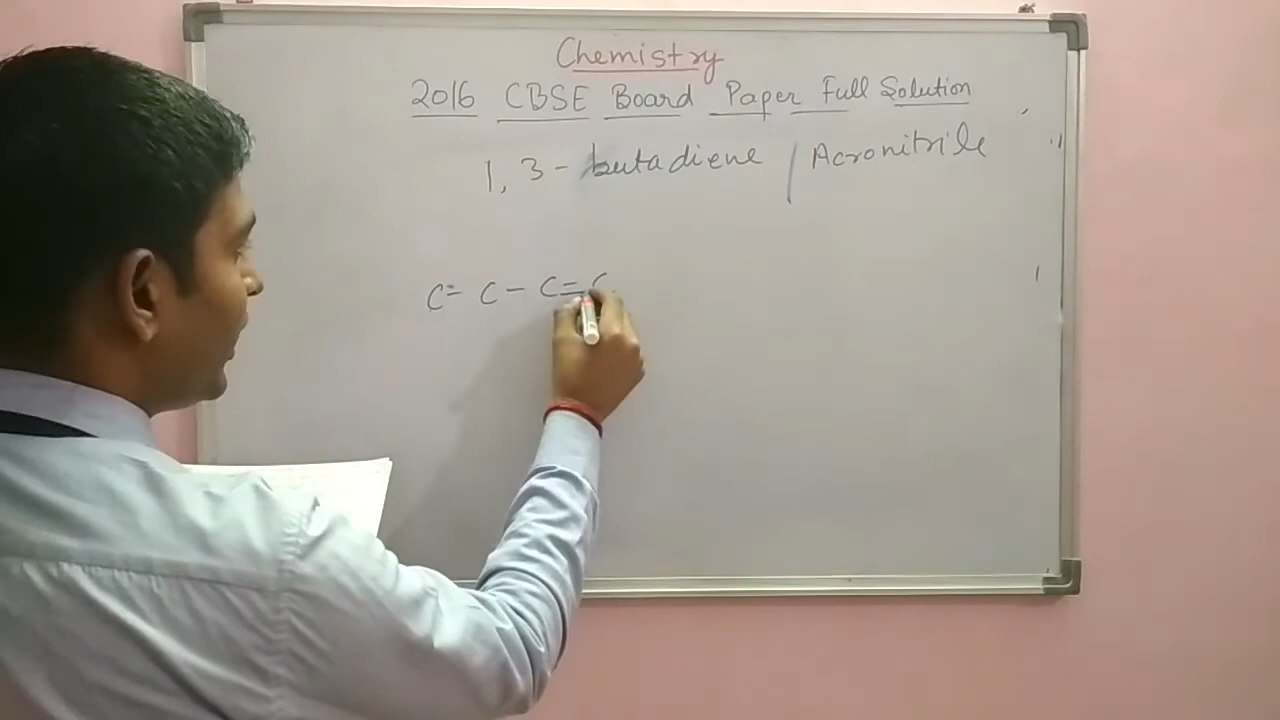 Chemistry
2016 CBSE Board Paper Full Solution
1, 3 - butadiene / Acronitrile
C = C - C = C